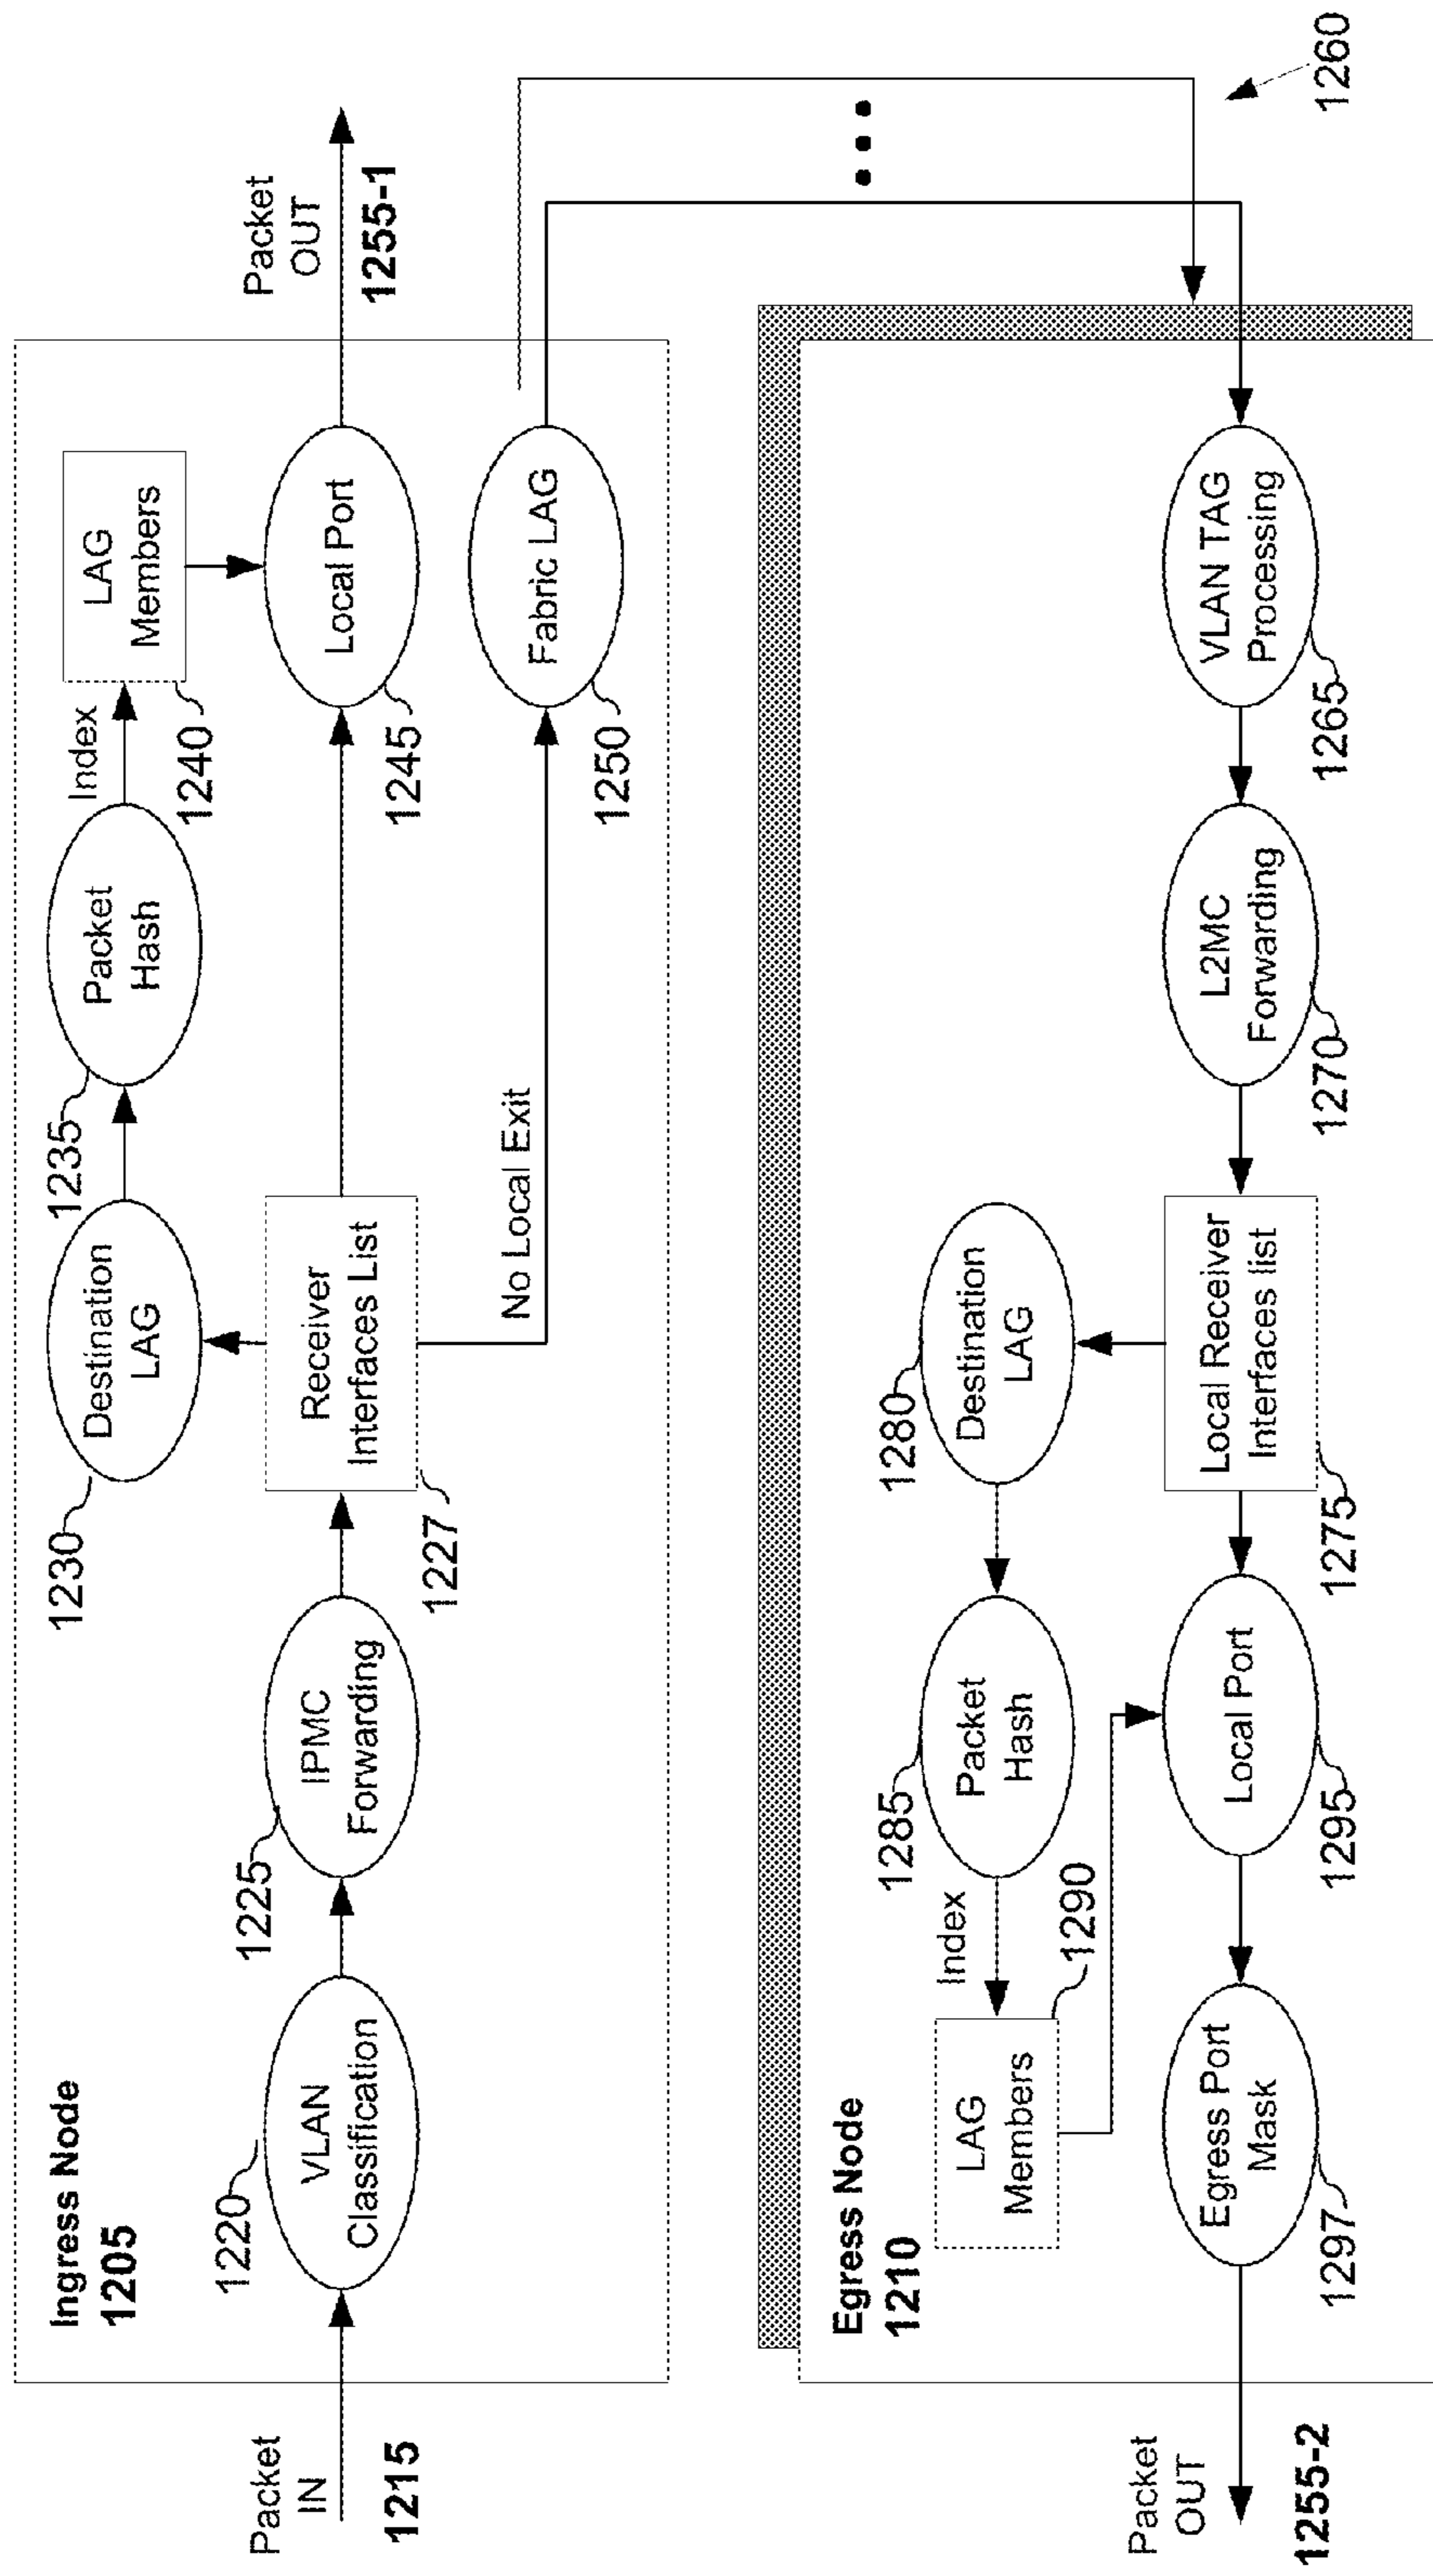 Ingress Node
1205
Packet
IN
1215
1220
VLAN
Classification
1225
IPMC
Forwarding
1227
Receiver
Interfaces List
1230
Destination
LAG
1235
Packet
Hash
Index
LAG
Members
1240
Local Port
1245
No Local Exit
Fabric LAG
1250
Packet
OUT
1255-1
1260
Egress Node
1210
VLAN TAG
Processing
1265
L2MC
Forwarding
1270
Local Receiver
Interfaces list
1275
Destination
LAG
1280
Packet
Hash
1285
Index
LAG
Members
1290
Local Port
1295
Egress Port
Mask
1297
Packet
OUT
1255-2